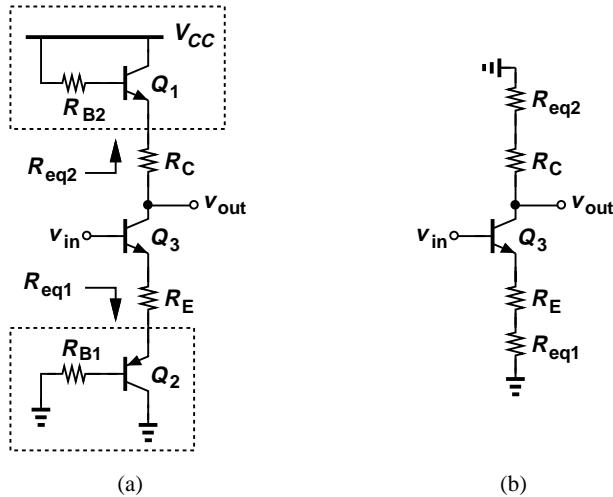 V_CC
R_B2
Q_1
R_eq2
R_C
v_out
v_in
Q_3
R_eq1
R_E
R_B1
Q_2
(a)
R_eq2
R_C
v_out
v_in
Q_3
R_E
R_eq1
(b)